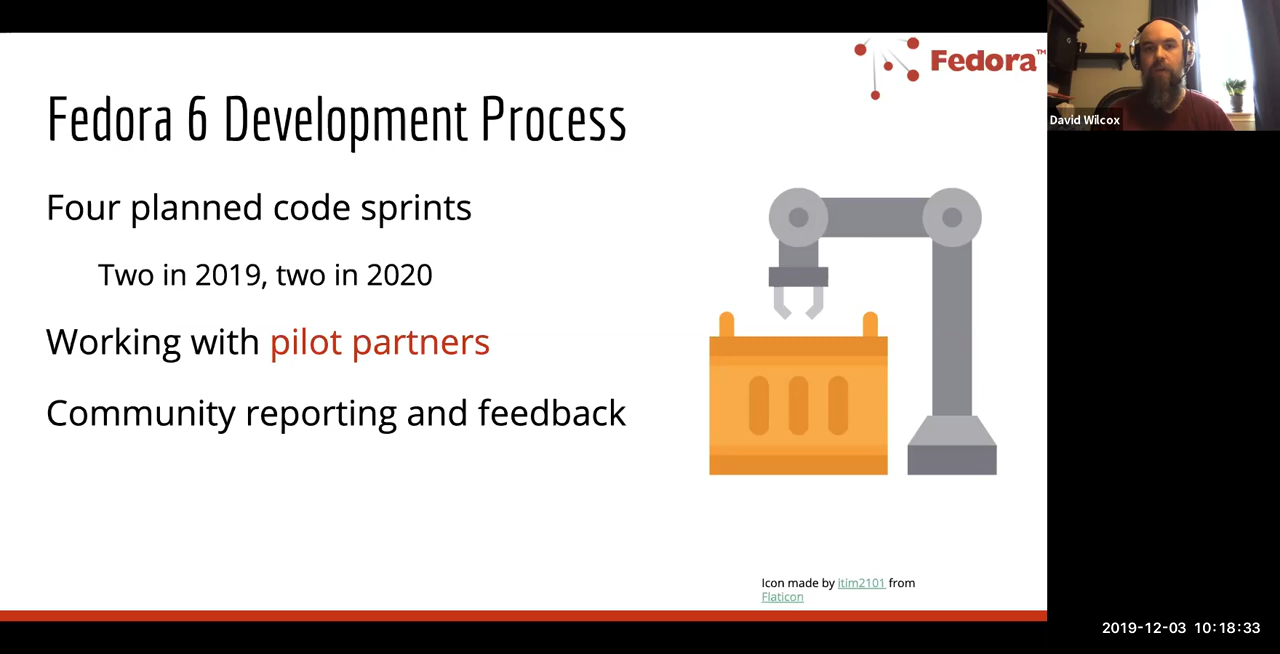 Fedora™
David Wilcox
Fedora 6 Development Process
Four planned code sprints
Two in 2019, two in 2020
Working with pilot partners
Community reporting and feedback
Icon made by itim2101 from
Flaticon
2019-12-03 10:18:33